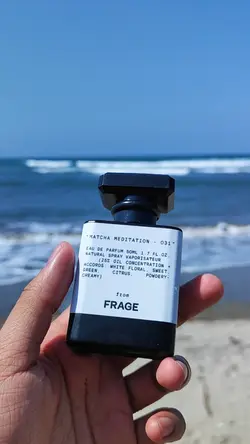 "MATCHA MEDITATION - 031"
EAU DE PARFUM 50ML 1.7 FL.OZ
NATURAL SPRAY VAPORISATEUR
(25% OIL CONCENTRATION *
ACCORDS: WHITE FLORAL, SWEET,
GREEN, CITRUS, POWDERY,
CREAMY)
from
FRAGE